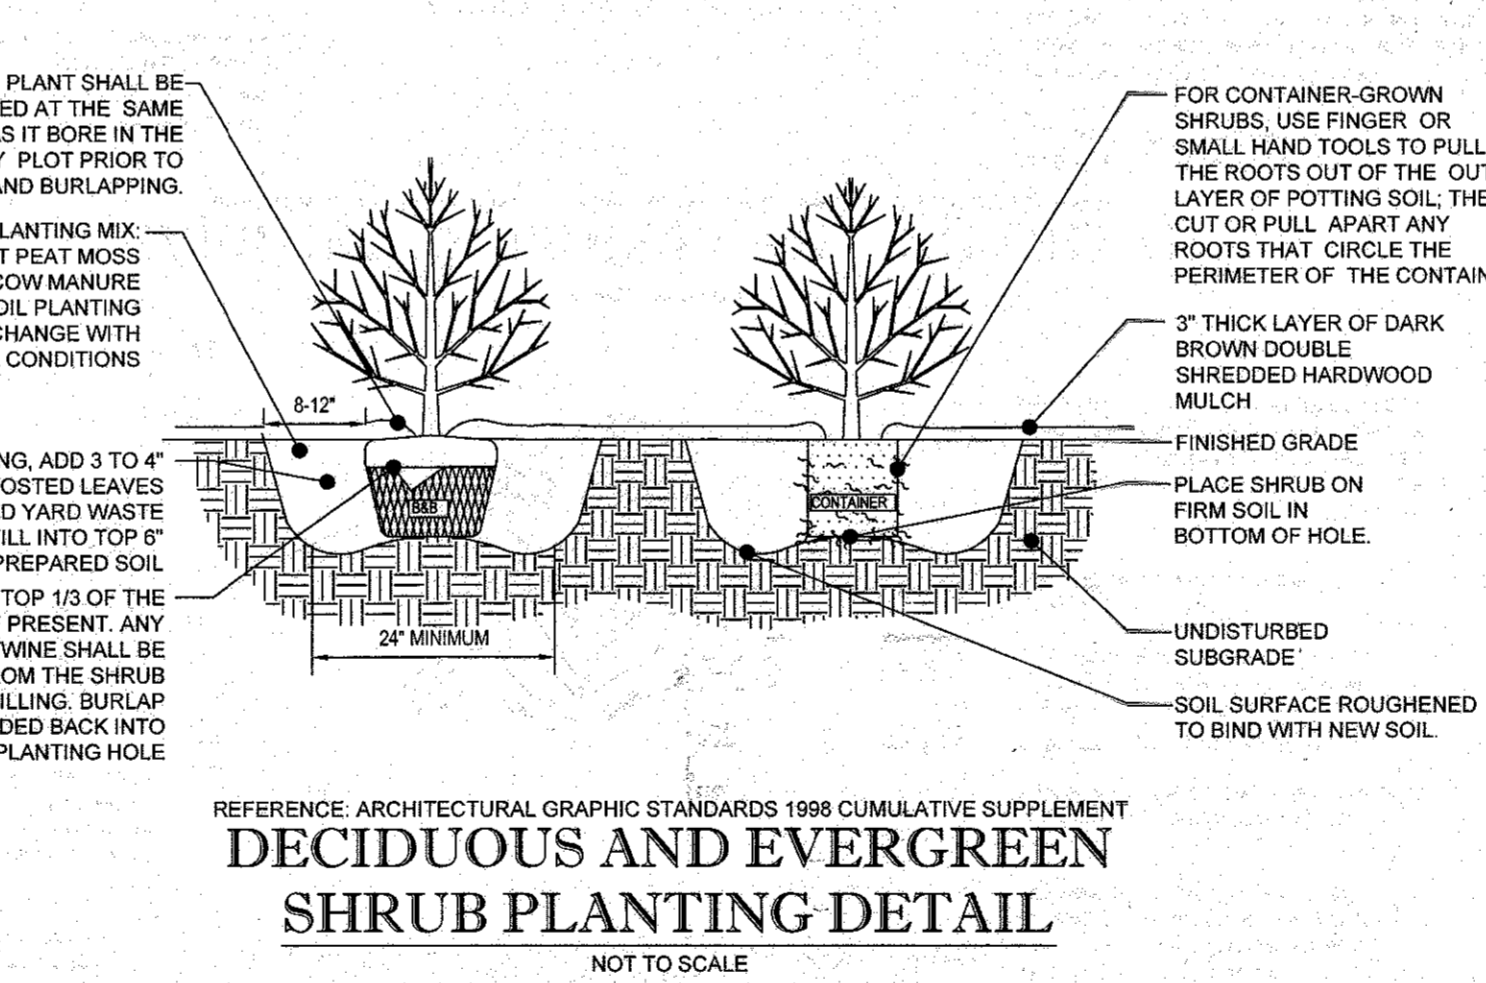 PLANT SHALL BE
ED AT THE SAME
AS IT BORE IN THE
Y PLOT PRIOR TO
AND BURLAPPING.
LANTING MIX:
T PEAT MOSS
COW MANURE
OIL PLANTING
CHANGE WITH
CONDITIONS
8-12"
NG, ADD 3 TO 4"
OSTED LEAVES
D YARD WASTE
TILL INTO TOP 6"
PREPARED SOIL
TOP 1/3 OF THE
PRESENT. ANY
TWINE SHALL BE
OM THE SHRUB
ILLING. BURLAP
DED BACK INTO
PLANTING HOLE
B&B
CONTAINER
24" MINIMUM
FOR CONTAINER-GROWN
SHRUBS, USE FINGER OR
SMALL HAND TOOLS TO PULL
THE ROOTS OUT OF THE OUT
LAYER OF POTTING SOIL; THE
CUT OR PULL APART ANY
ROOTS THAT CIRCLE THE
PERIMETER OF THE CONTAIN
3" THICK LAYER OF DARK
BROWN DOUBLE
SHREDDED HARDWOOD
MULCH
FINISHED GRADE
PLACE SHRUB ON
FIRM SOIL IN
BOTTOM OF HOLE.
UNDISTURBED
SUBGRADE
SOIL SURFACE ROUGHENED
TO BIND WITH NEW SOIL.
REFERENCE: ARCHITECTURAL GRAPHIC STANDARDS 1998 CUMULATIVE SUPPLEMENT
DECIDUOUS AND EVERGREEN
SHRUB PLANTING DETAIL
NOT TO SCALE